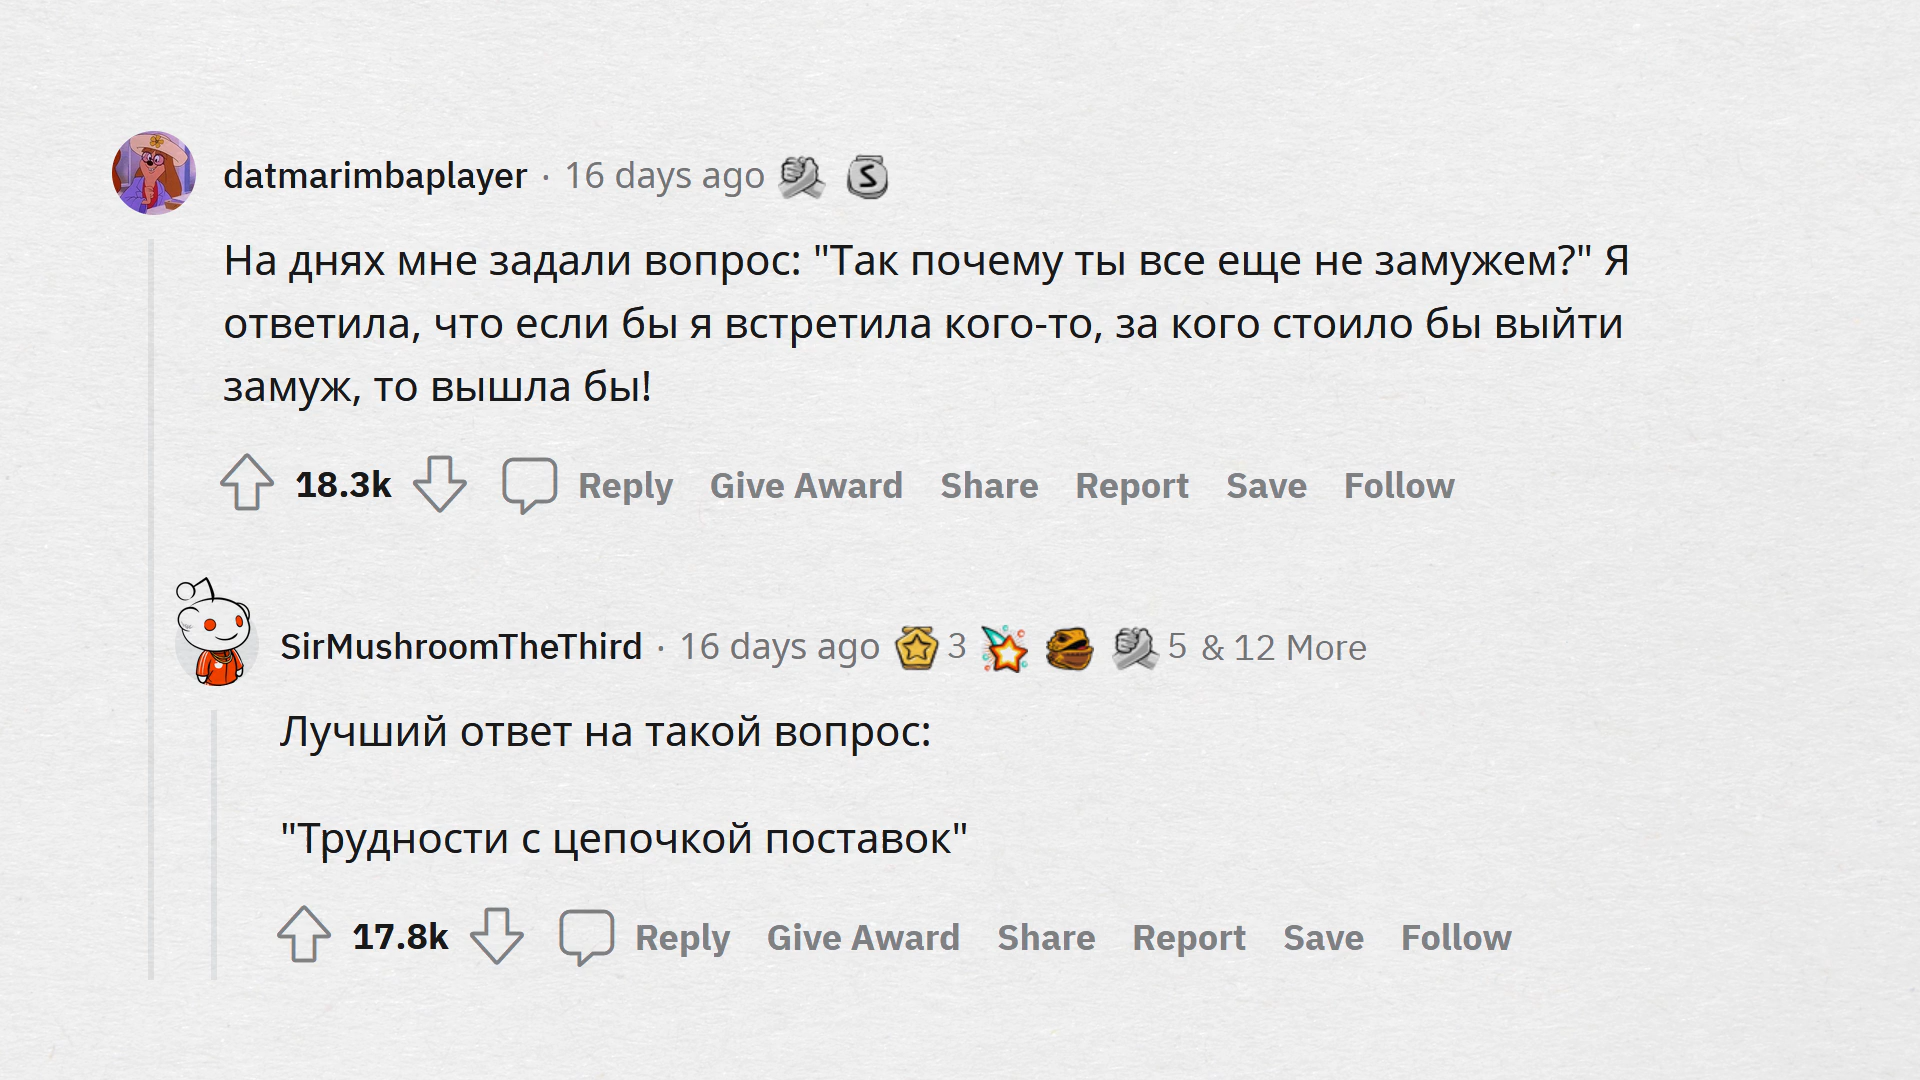 datmarimbaplayer · 16 days ago
На днях мне задали вопрос: "Так почему ты все еще не замужем?" Я
ответила, что если бы я встретила кого-то, за кого стоило бы выйти
замуж, то вышла бы!
18.3k Reply Give Award Share Report Save Follow
SirMushroomTheThird · 16 days ago 3 5 & 12 More
Лучший ответ на такой вопрос:
"Трудности с цепочкой поставок"
17.8k Reply Give Award Share Report Save Follow